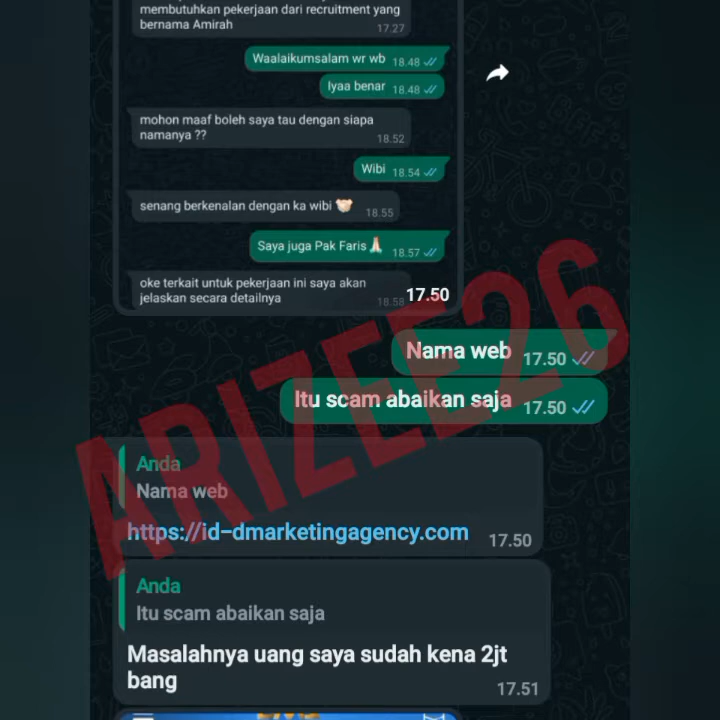 membutuhkan pekerjaan dari recruitment yang
bernama Amirah
17.27
Waalaikumsalam wr wb 18.48
Iyaa benar 18.48
mohon maaf boleh saya tau dengan siapa
namanya ??
18.52
Wibi 18.54
senang berkenalan dengan ka wibi 18.55
Saya juga Pak Faris 18.57
oke terkait untuk pekerjaan ini saya akan
jelaskan secara detailnya 18.58
17.50
Nama web 17.50
Itu scam abaikan saja 17.50
ARIZEE26
Anda
Nama web
https://id-dmarketingagency.com 17.50
Anda
Itu scam abaikan saja
Masalahnya uang saya sudah kena 2jt
bang 17.51